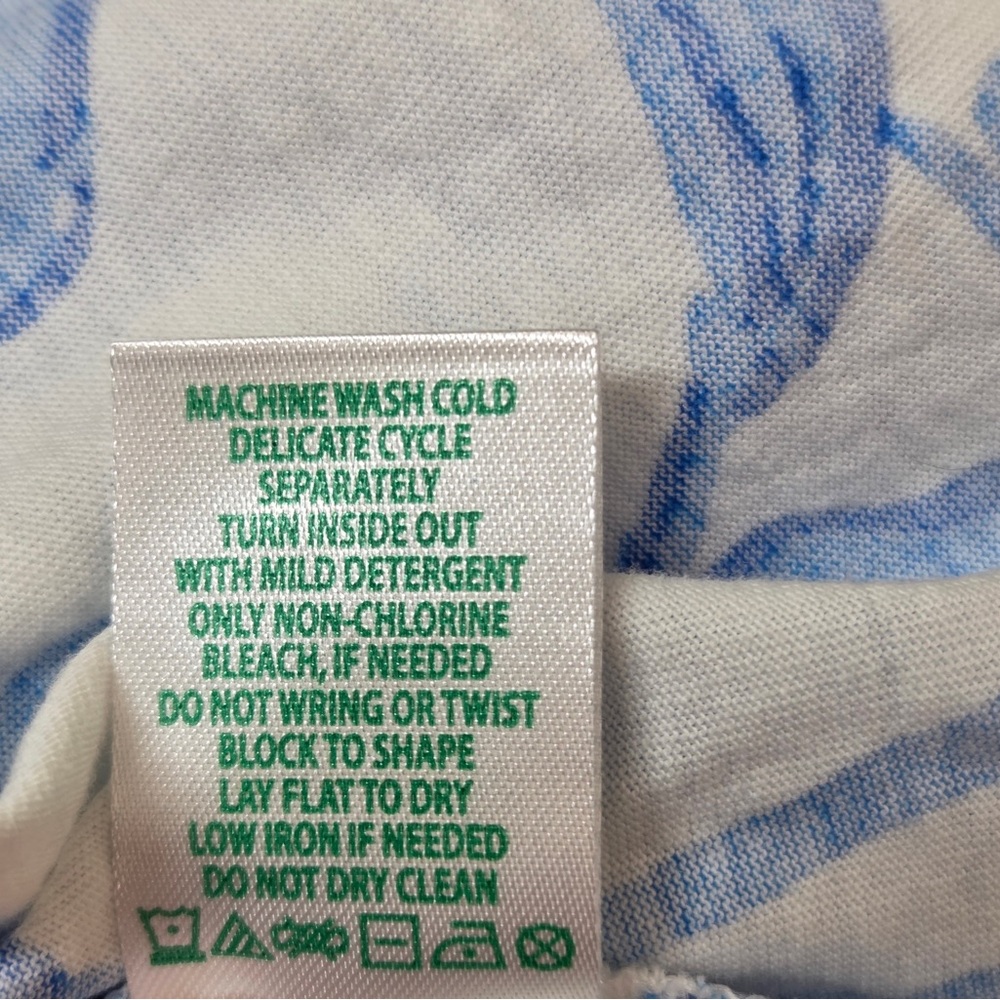 MACHINE WASH COLD
DELICATE CYCLE
SEPARATELY
TURN INSIDE OUT
WITH MILD DETERGENT
ONLY NON-CHLORINE
BLEACH, IF NEEDED
DO NOT WRING OR TWIST
BLOCK TO SHAPE
LAY FLAT TO DRY
LOW IRON IF NEEDED
DO NOT DRY CLEAN